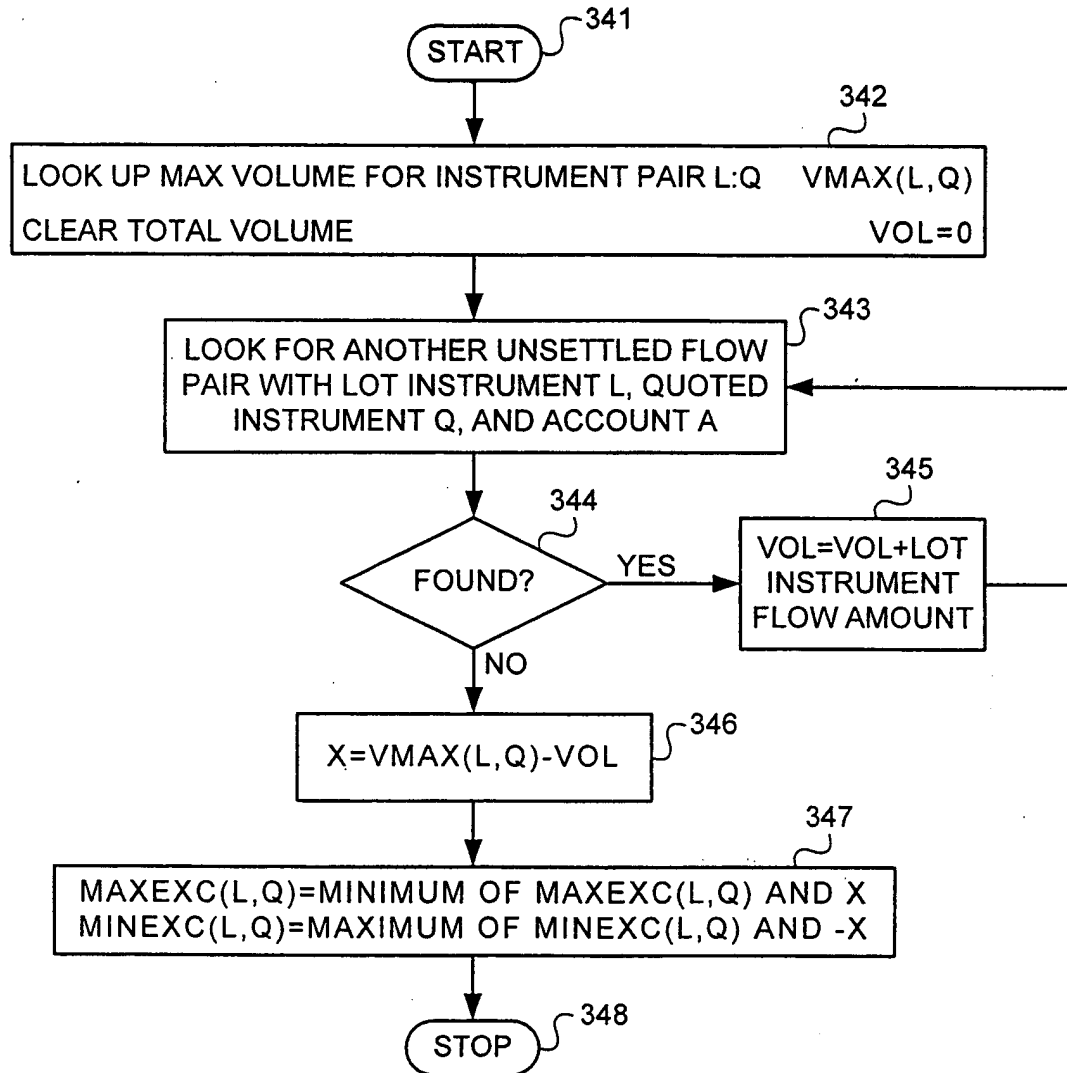 341
START
342
LOOK UP MAX VOLUME FOR INSTRUMENT PAIR L:Q VMAX(L,Q)
CLEAR TOTAL VOLUME VOL=0
343
LOOK FOR ANOTHER UNSETTLED FLOW
PAIR WITH LOT INSTRUMENT L, QUOTED
INSTRUMENT Q, AND ACCOUNT A
344
FOUND?
YES
345
VOL=VOL+LOT
INSTRUMENT
FLOW AMOUNT
NO
346
X=VMAX(L,Q)-VOL
347
MAXEXC(L,Q)=MINIMUM OF MAXEXC(L,Q) AND X
MINEXC(L,Q)=MAXIMUM OF MINEXC(L,Q) AND -X
348
STOP